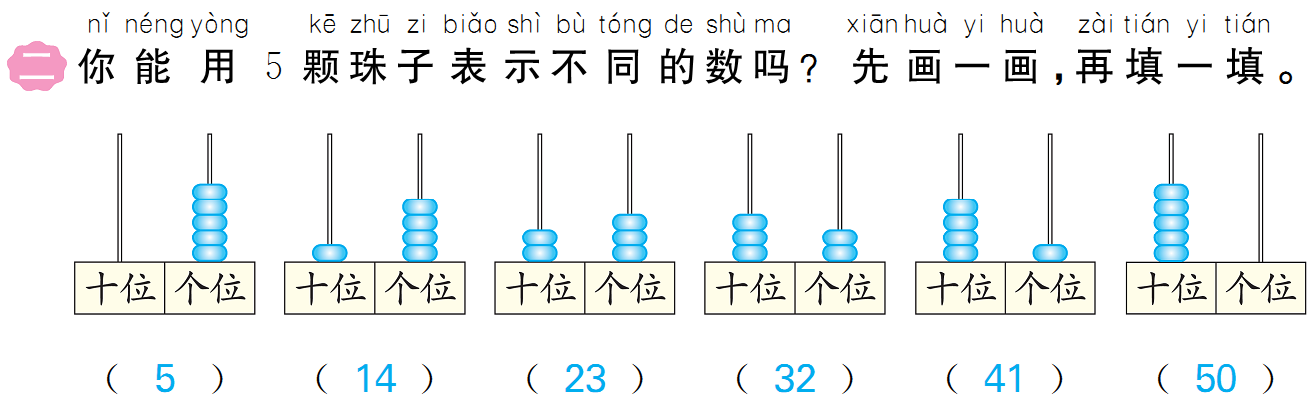 nǐ néng yòng kē zhū zi biǎo shì bù tóng de shù ma xiān huà yi huà zài tián yi tián
二 你能用5颗珠子表示不同的数吗?先画一画,再填一填。
十位 个位 十位 个位 十位 个位 十位 个位 十位 个位 十位 个位
( 5 ) ( 14 ) ( 23 ) ( 32 ) ( 41 ) ( 50 )